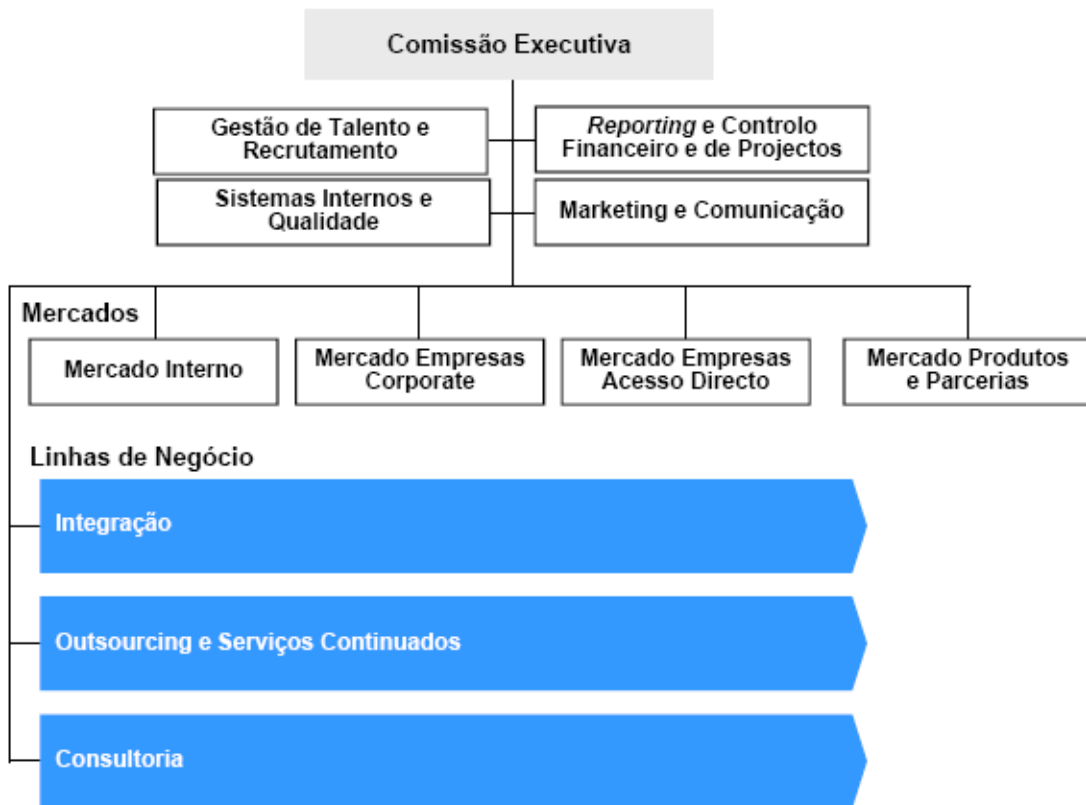 Comissão Executiva
Gestão de Talento e
Recrutamento
Reporting e Controlo
Financeiro e de Projectos
Sistemas Internos e
Qualidade
Marketing e Comunicação
Mercados
Mercado Interno
Mercado Empresas
Corporate
Mercado Empresas
Acesso Directo
Mercado Produtos
e Parcerias
Linhas de Negócio
Integração
Outsourcing e Serviços Continuados
Consultoria